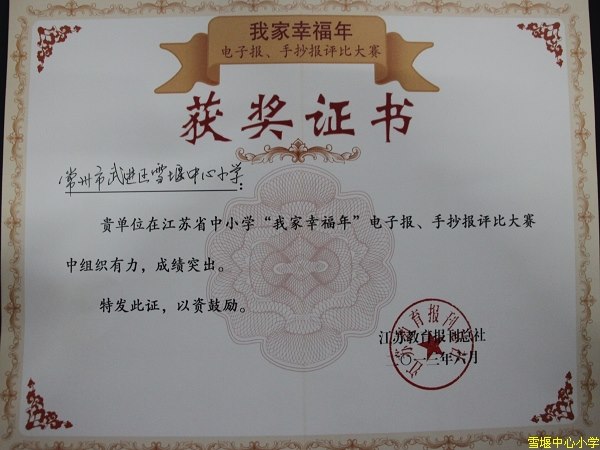 我家幸福年
电子报、手抄报评比大赛
获奖证书
常州市武进区雪堰中心小学：
贵单位在江苏省中小学“我家幸福年”电子报、手抄报评比大赛
中组织有力，成绩突出。
特发此证，以资鼓励。
江苏教育报刊总社
二〇一二年六月
雪堰中心小学